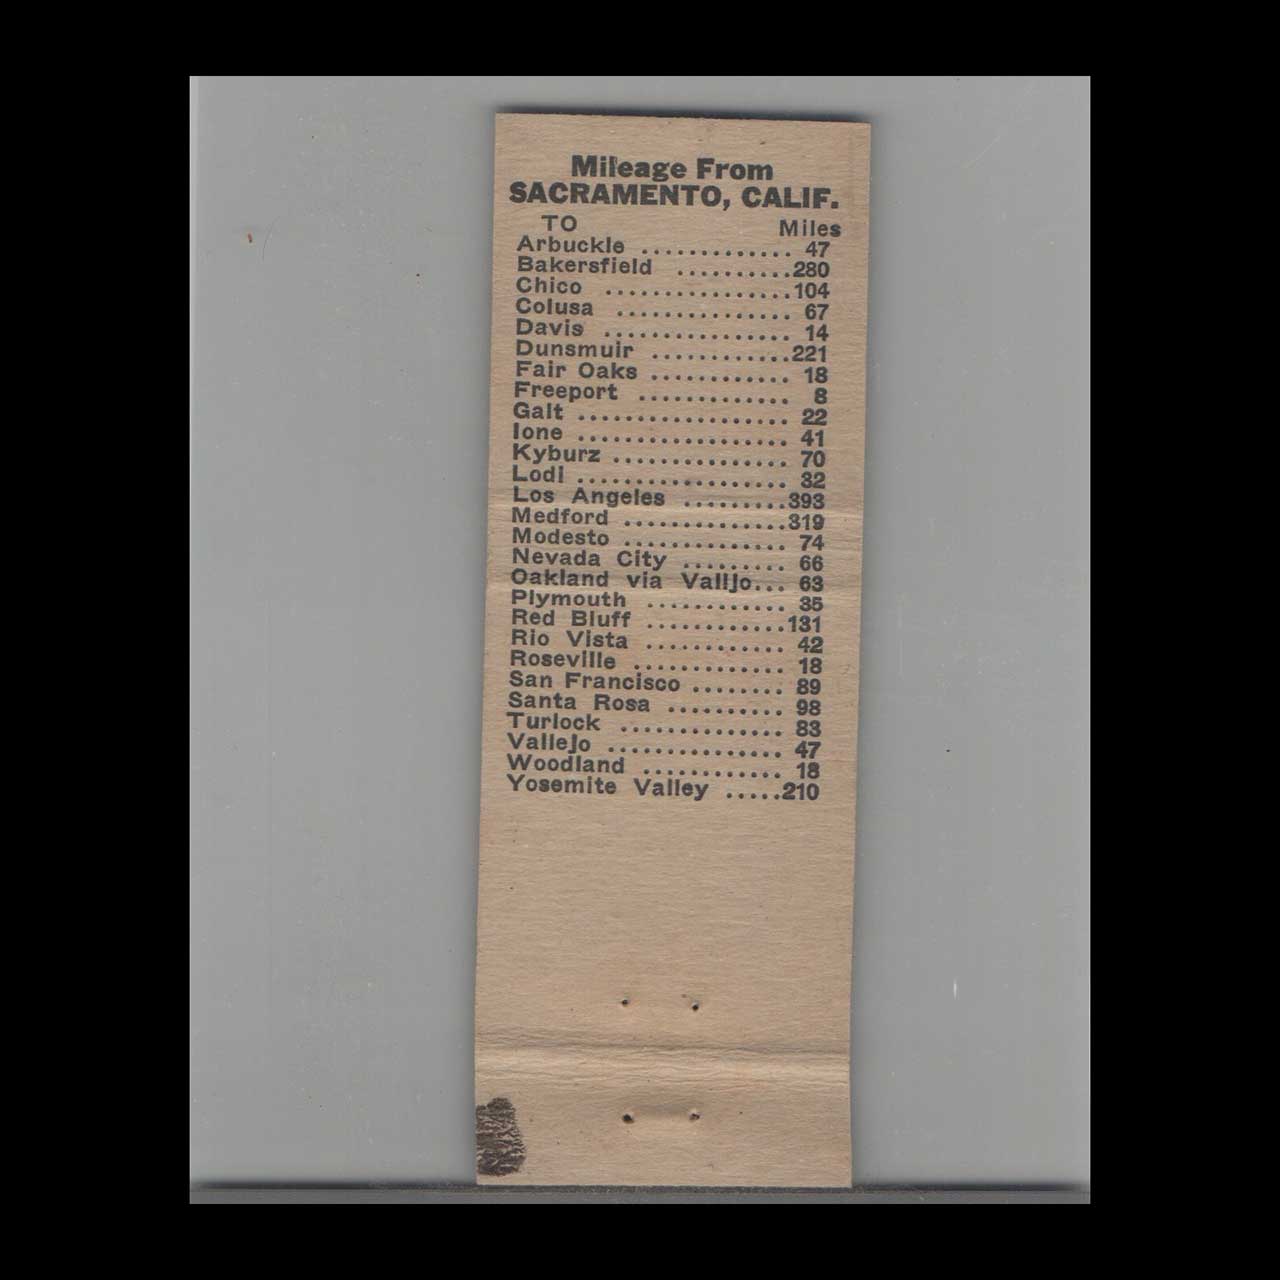 Mileage From
SACRAMENTO, CALIF.
TO Miles
Arbuckle ............. 47
Bakersfield ..........280
Chico ................104
Colusa ............... 67
Davis ................ 14
Dunsmuir ............221
Fair Oaks ............ 18
Freeport ............. 8
Galt .................. 22
Ione .................. 41
Kyburz ............... 70
Lodi .................. 32
Los Angeles .........393
Medford ..............319
Modesto .............. 74
Nevada City ......... 66
Oakland via Valljo... 63
Plymouth ............ 35
Red Bluff ............131
Rio Vista ............ 42
Roseville ............. 18
San Francisco ........ 89
Santa Rosa .......... 98
Turlock .............. 83
Vallejo ............... 47
Woodland ............ 18
Yosemite Valley .....210